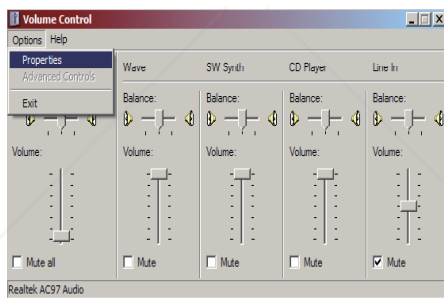 Volume Control
Options Help
Properties
Advanced Controls
Exit
Wave SW Synth CD Player Line In
Balance: Balance: Balance: Balance:
Volume: Volume: Volume: Volume: Volume:
Mute all Mute Mute Mute Mute
Realtek AC97 Audio